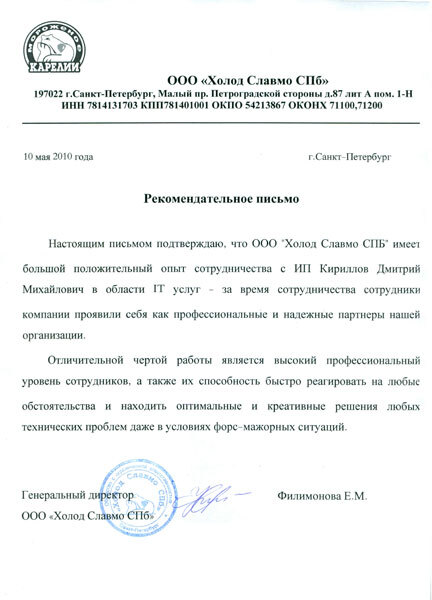 МОРОЖЕНОЕ
КАРЕЛИИ
ООО «Холод Славмо СПб»
197022 г.Санкт-Петербург, Малый пр. Петроградской стороны д.87 лит А пом. 1-Н
ИНН 7814131703 КПП781401001 ОКПО 54213867 ОКОНХ 71100,71200
10 мая 2010 года
г.Санкт-Петербург
Рекомендательное письмо
Настоящим письмом подтверждаю, что ООО "Холод Славмо СПБ" имеет
большой положительный опыт сотрудничества с ИП Кириллов Дмитрий
Михайлович в области IT услуг - за время сотрудничества сотрудники
компании проявили себя как профессиональные и надежные партнеры нашей
организации.
Отличительной чертой работы является высокий профессиональный
уровень сотрудников, а также их способность быстро реагировать на любые
обстоятельства и находить оптимальные и креативные решения любых
технических проблем даже в условиях форс-мажорных ситуаций.
Генеральный директор
Филимонова Е.М.
ООО «Холод Славмо СПб»
«Холод Славмо СПб»